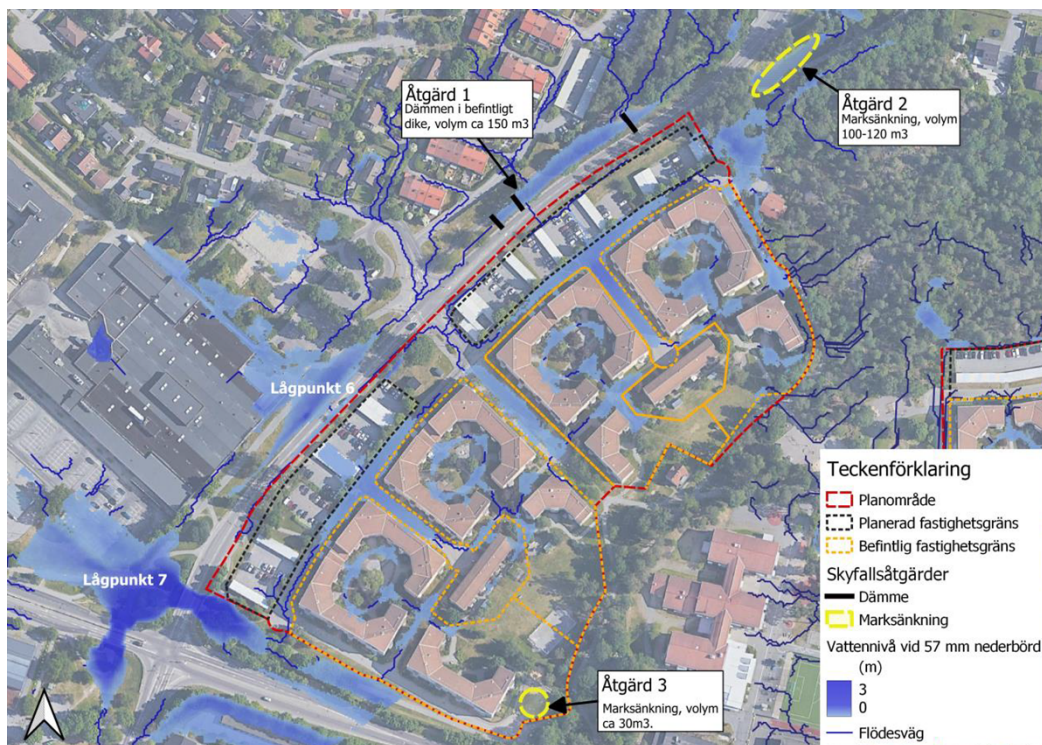 Åtgärd 1
Dämmen i befintligt
dike, volym ca 150 m3
Åtgärd 2
Marksänkning, volym
100-120 m3
Lågpunkt 6
Lågpunkt 7
Åtgärd 3
Marksänkning, volym
ca 30m3.
Teckenförklaring
Planområde
Planerad fastighetsgräns
Befintlig fastighetsgräns
Skyfallsåtgärder
Dämme
Marksänkning
Vattennivå vid 57 mm nederbörd
(m)
3
0
Flödesväg